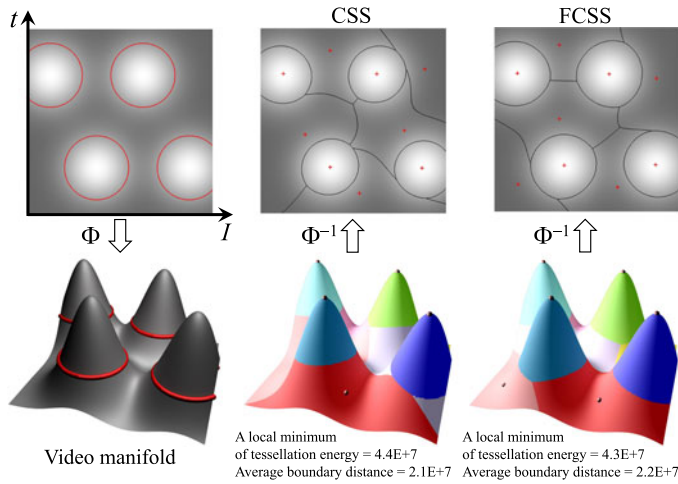 CSS
FCSS
t
I
Φ
Φ⁻¹
Φ⁻¹
Video manifold
A local minimum
of tessellation energy = 4.4E+7
Average boundary distance = 2.1E+7
A local minimum
of tessellation energy = 4.3E+7
Average boundary distance = 2.2E+7